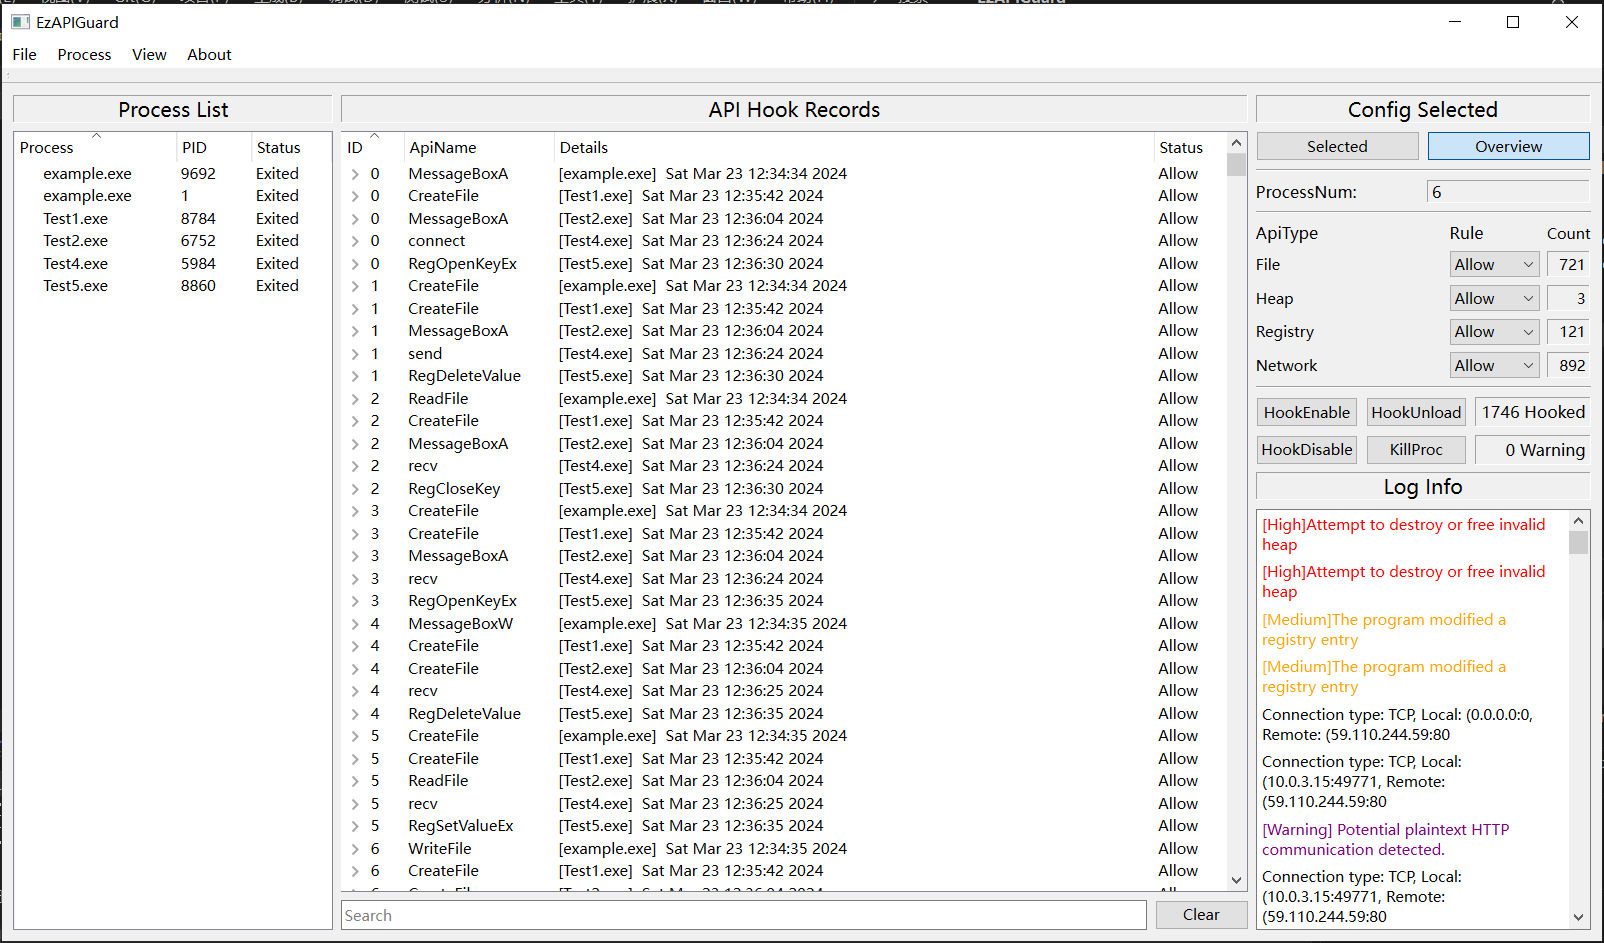 EzAPIGuard
File Process View About
Process List
Process PID Status
example.exe 9692 Exited
example.exe 1 Exited
Test1.exe 8784 Exited
Test2.exe 6752 Exited
Test4.exe 5984 Exited
Test5.exe 8860 Exited
API Hook Records
ID ApiName Details Status
0 MessageBoxA [example.exe] Sat Mar 23 12:34:34 2024 Allow
0 CreateFile [Test1.exe] Sat Mar 23 12:35:42 2024 Allow
0 MessageBoxA [Test2.exe] Sat Mar 23 12:36:04 2024 Allow
0 connect [Test4.exe] Sat Mar 23 12:36:24 2024 Allow
0 RegOpenKeyEx [Test5.exe] Sat Mar 23 12:36:30 2024 Allow
1 CreateFile [example.exe] Sat Mar 23 12:34:34 2024 Allow
1 CreateFile [Test1.exe] Sat Mar 23 12:35:42 2024 Allow
1 MessageBoxA [Test2.exe] Sat Mar 23 12:36:04 2024 Allow
1 send [Test4.exe] Sat Mar 23 12:36:24 2024 Allow
1 RegDeleteValue [Test5.exe] Sat Mar 23 12:36:30 2024 Allow
2 ReadFile [example.exe] Sat Mar 23 12:34:34 2024 Allow
2 CreateFile [Test1.exe] Sat Mar 23 12:35:42 2024 Allow
2 MessageBoxA [Test2.exe] Sat Mar 23 12:36:04 2024 Allow
2 recv [Test4.exe] Sat Mar 23 12:36:24 2024 Allow
2 RegCloseKey [Test5.exe] Sat Mar 23 12:36:30 2024 Allow
3 CreateFile [example.exe] Sat Mar 23 12:34:34 2024 Allow
3 CreateFile [Test1.exe] Sat Mar 23 12:35:42 2024 Allow
3 MessageBoxA [Test2.exe] Sat Mar 23 12:36:04 2024 Allow
3 recv [Test4.exe] Sat Mar 23 12:36:24 2024 Allow
3 RegOpenKeyEx [Test5.exe] Sat Mar 23 12:36:35 2024 Allow
4 MessageBoxW [example.exe] Sat Mar 23 12:34:35 2024 Allow
4 CreateFile [Test1.exe] Sat Mar 23 12:35:42 2024 Allow
4 CreateFile [Test2.exe] Sat Mar 23 12:36:04 2024 Allow
4 recv [Test4.exe] Sat Mar 23 12:36:25 2024 Allow
4 RegDeleteValue [Test5.exe] Sat Mar 23 12:36:35 2024 Allow
5 CreateFile [example.exe] Sat Mar 23 12:34:35 2024 Allow
5 CreateFile [Test1.exe] Sat Mar 23 12:35:42 2024 Allow
5 ReadFile [Test2.exe] Sat Mar 23 12:36:04 2024 Allow
5 recv [Test4.exe] Sat Mar 23 12:36:25 2024 Allow
5 RegSetValueEx [Test5.exe] Sat Mar 23 12:36:35 2024 Allow
6 WriteFile [example.exe] Sat Mar 23 12:34:35 2024 Allow
6 CreateFile [Test1.exe] Sat Mar 23 12:35:42 2024 Allow
Search Clear
Config Selected
Selected Overview
ProcessNum: 6
ApiType Rule Count
File Allow 721
Heap Allow 3
Registry Allow 121
Network Allow 892
HookEnable HookUnload 1746 Hooked
HookDisable KillProc 0 Warning
Log Info
[High]Attempt to destroy or free invalid
heap
[High]Attempt to destroy or free invalid
heap
[Medium]The program modified a
registry entry
[Medium]The program modified a
registry entry
Connection type: TCP, Local: (0.0.0.0:0,
Remote: (59.110.244.59:80
Connection type: TCP, Local:
(10.0.3.15:49771, Remote:
(59.110.244.59:80
[Warning] Potential plaintext HTTP
communication detected.
Connection type: TCP, Local:
(10.0.3.15:49771, Remote:
(59.110.244.59:80